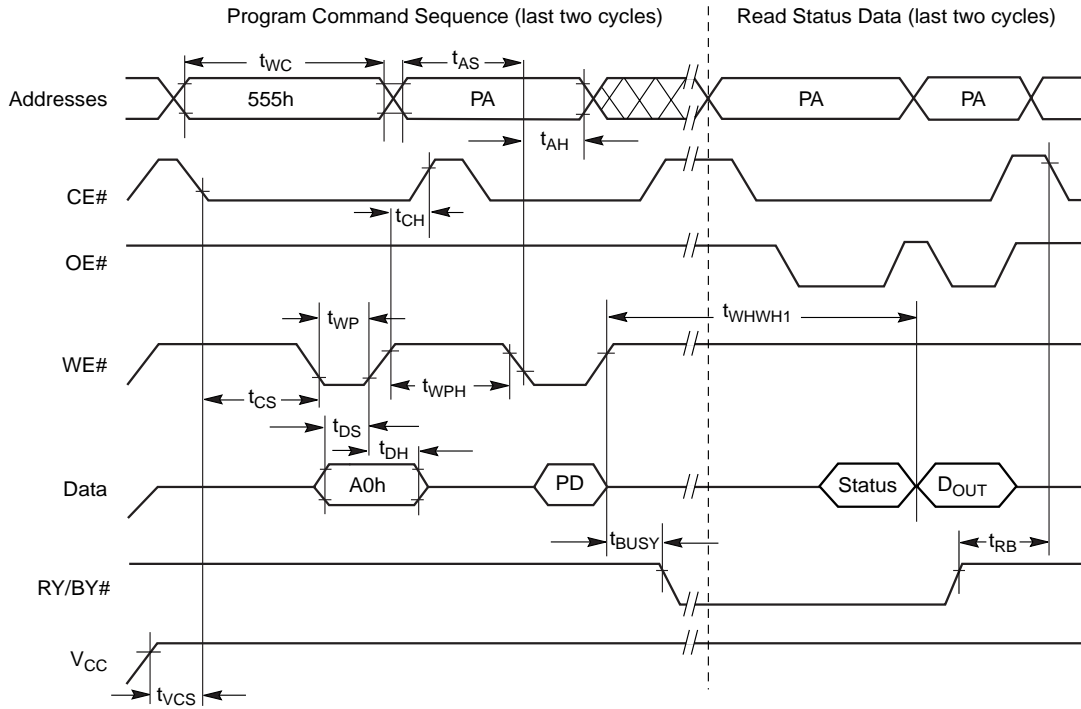 Program Command Sequence (last two cycles)
Read Status Data (last two cycles)
tWC
tAS
Addresses
555h
PA
PA
PA
tAH
CE#
tCH
OE#
tWP
tWHWH1
WE#
tCS
tWPH
tDS
tDH
Data
A0h
PD
Status
DOUT
tBUSY
tRB
RY/BY#
VCC
tVCS